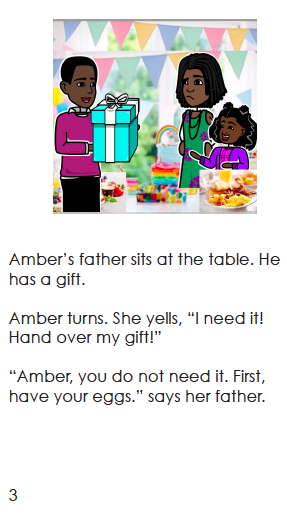 Amber's father sits at the table. He
has a gift.
Amber turns. She yells, “I need it!
Hand over my gift!”
“Amber, you do not need it. First,
have your eggs.” says her father.
3